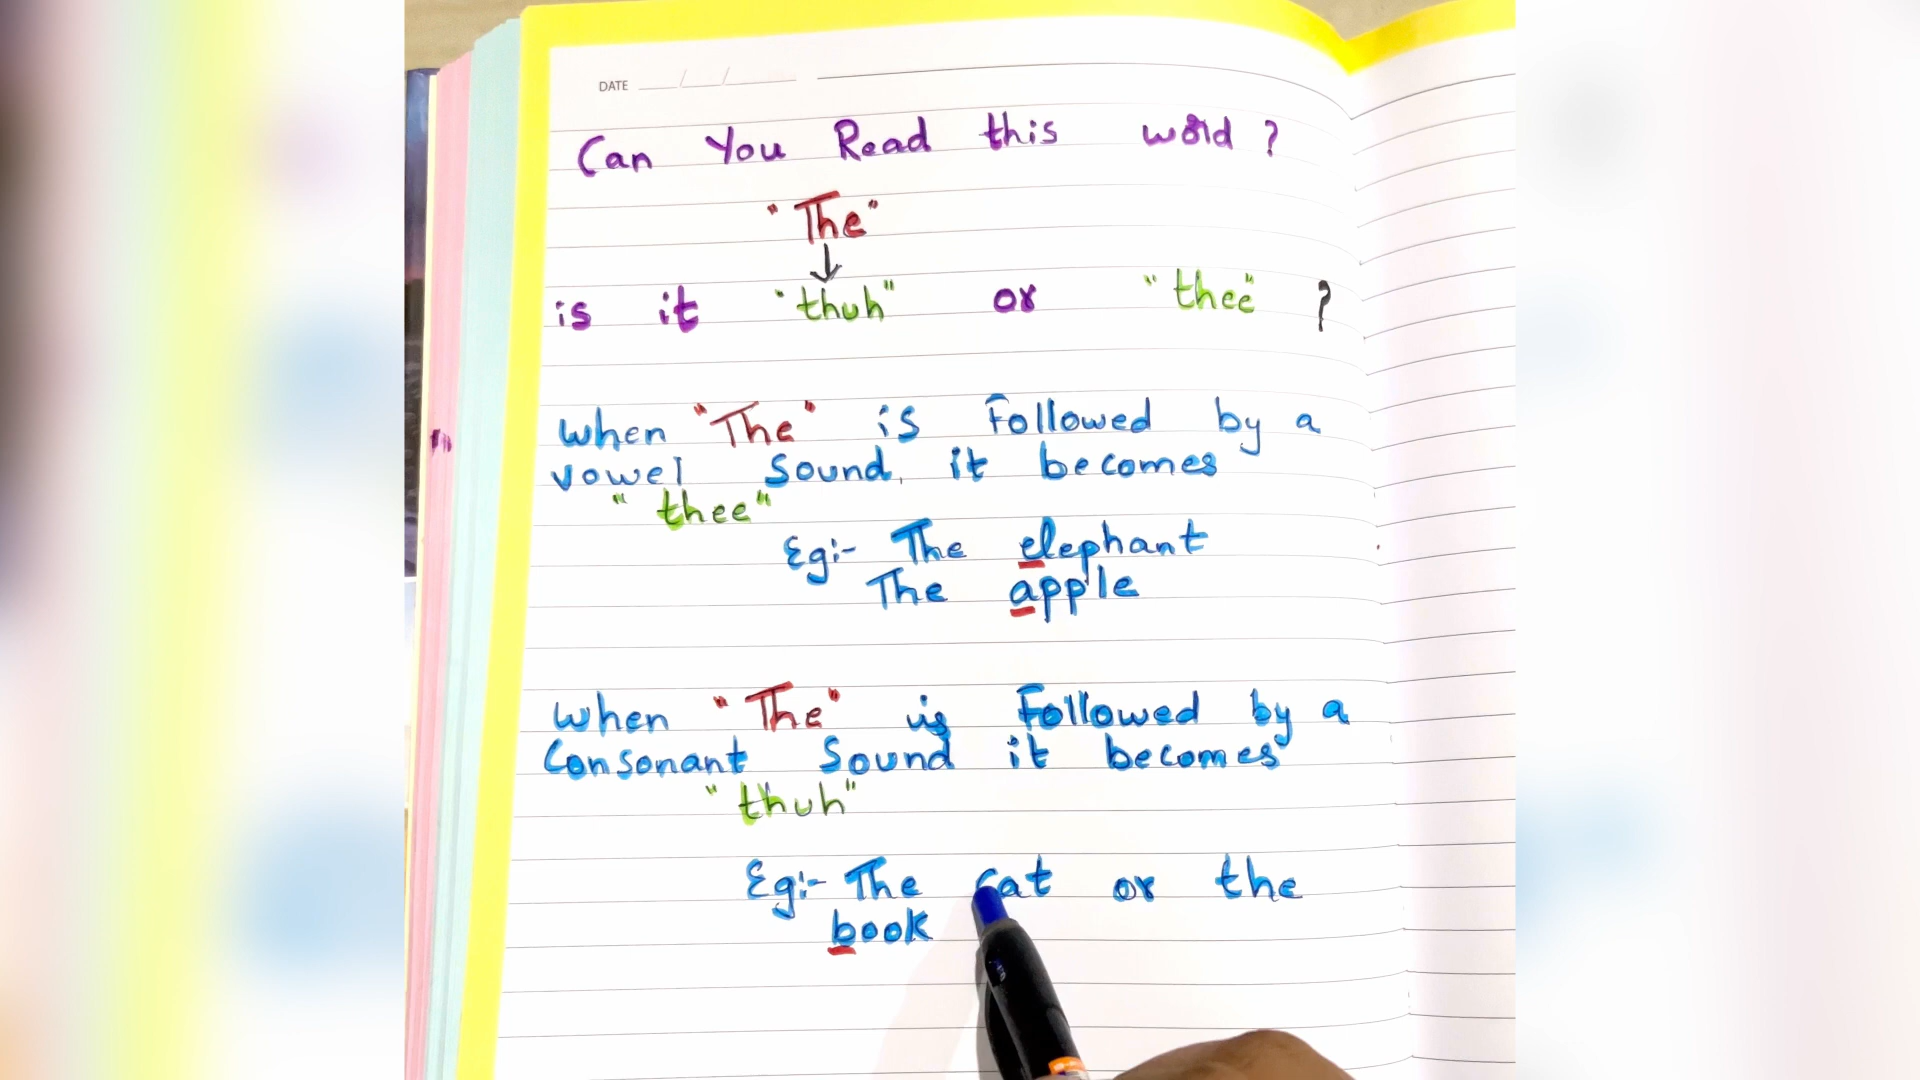 DATE
Can You Read this word ?
"The"
is it "thuh" or "thee" ?
When "The" is Followed by a
vowel Sound, it becomes
"thee"
Eg:- The elephant
The apple
When "The" is Followed by a
Consonant Sound it becomes
"thuh"
Eg:- The cat or the
book